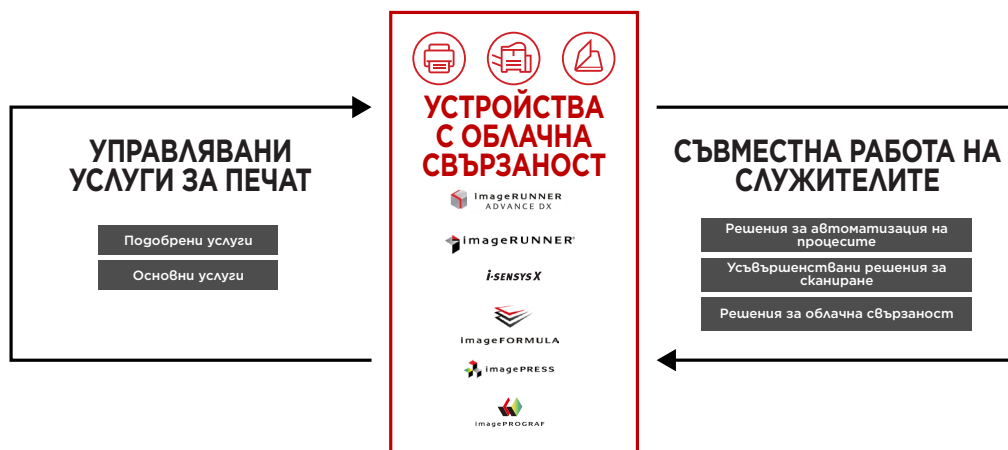 УПРАВЛЯВАНИ
УСЛУГИ ЗА ПЕЧАТ
Подобрени услуги
Основни услуги
УСТРОЙСТВА
С ОБЛАЧНА
СВЪРЗАНОСТ
imageRUNNER
ADVANCE DX
imageRUNNER
i-SENSYS X
imageFORMULA
imagePRESS
imagePROGRAF
СЪВМЕСТНА РАБОТА НА
СЛУЖИТЕЛИТЕ
Решения за автоматизация на
процесите
Усъвършенствани решения за
сканиране
Решения за облачна свързаност